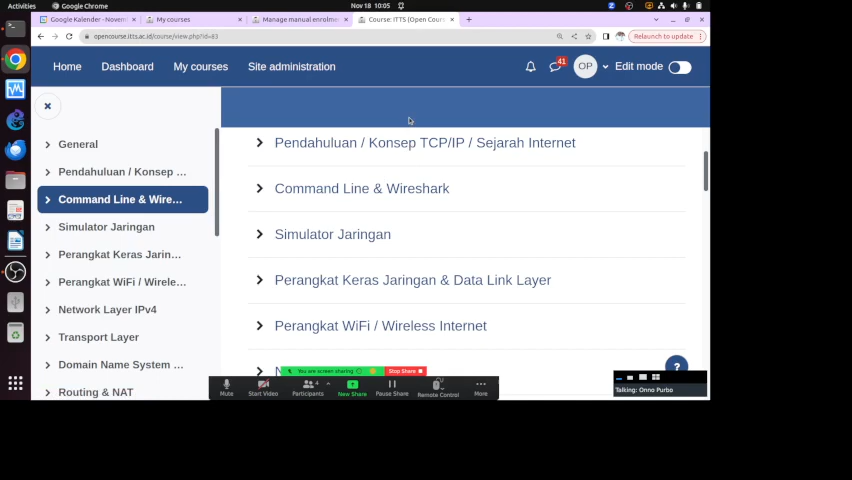 Activities
Google Chrome
Nov 18 10:05
Google Kalender - Novem
My courses
Manage manual enrolme
Course: ITTS (Open Cours
opencourse.itts.ac.id/course/view.php?id=83
Relaunch to update
Home
Dashboard
My courses
Site administration
41
OP
Edit mode
General
Pendahuluan / Konsep ...
Command Line & Wire...
Simulator Jaringan
Perangkat Keras Jarin...
Perangkat WiFi / Wirele...
Network Layer IPv4
Transport Layer
Domain Name System ...
Routing & NAT
Pendahuluan / Konsep TCP/IP / Sejarah Internet
Command Line & Wireshark
Simulator Jaringan
Perangkat Keras Jaringan & Data Link Layer
Perangkat WiFi / Wireless Internet
N
?
You are screen sharing
Stop Share
Mute
Start Video
4
Participants
New Share
Pause Share
Remote Control
More
Talking: Onno Purbo